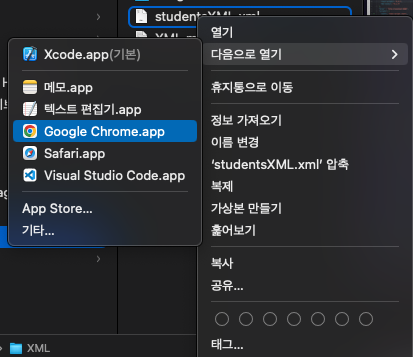 studentsXML.xml
열기
다음으로 열기
Xcode.app(기본)
메모.app
텍스트 편집기.app
Google Chrome.app
Safari.app
Visual Studio Code.app
App Store...
기타...
휴지통으로 이동
정보 가져오기
이름 변경
‘studentsXML.xml’ 압축
복제
가상본 만들기
훑어보기
복사
공유...
태그...
XML